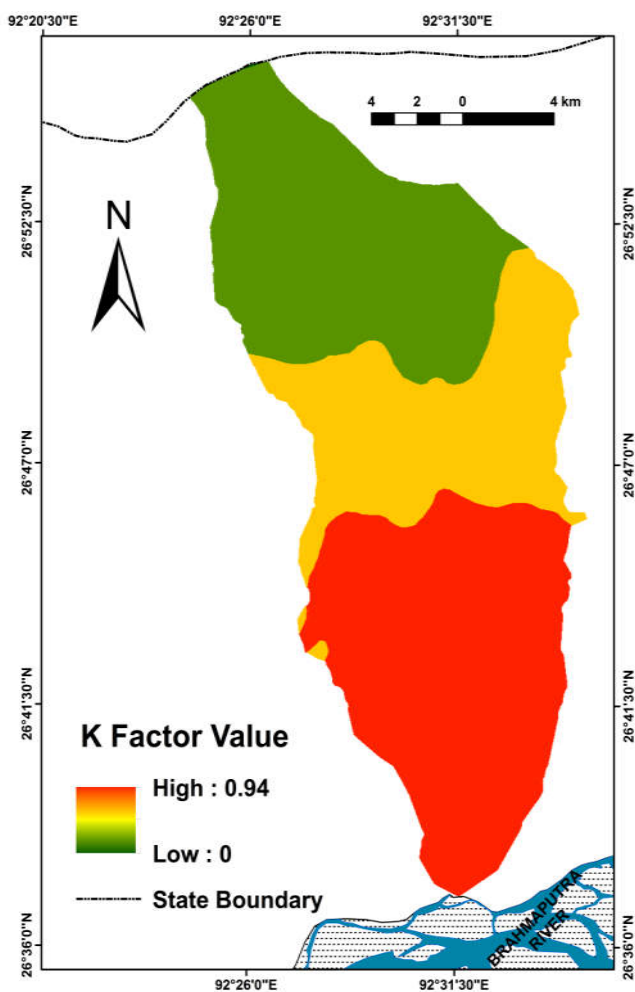 92°20'30"E 92°26'0"E 92°31'30"E
4 2 0 4 km
N
26°52'30"N 26°52'30"N
26°47'0"N 26°47'0"N
26°41'30"N 26°41'30"N
K Factor Value
High : 0.94
Low : 0
State Boundary
BRAHMAPUTRA
RIVER
26°36'0"N 26°36'0"N
92°26'0"E 92°31'30"E